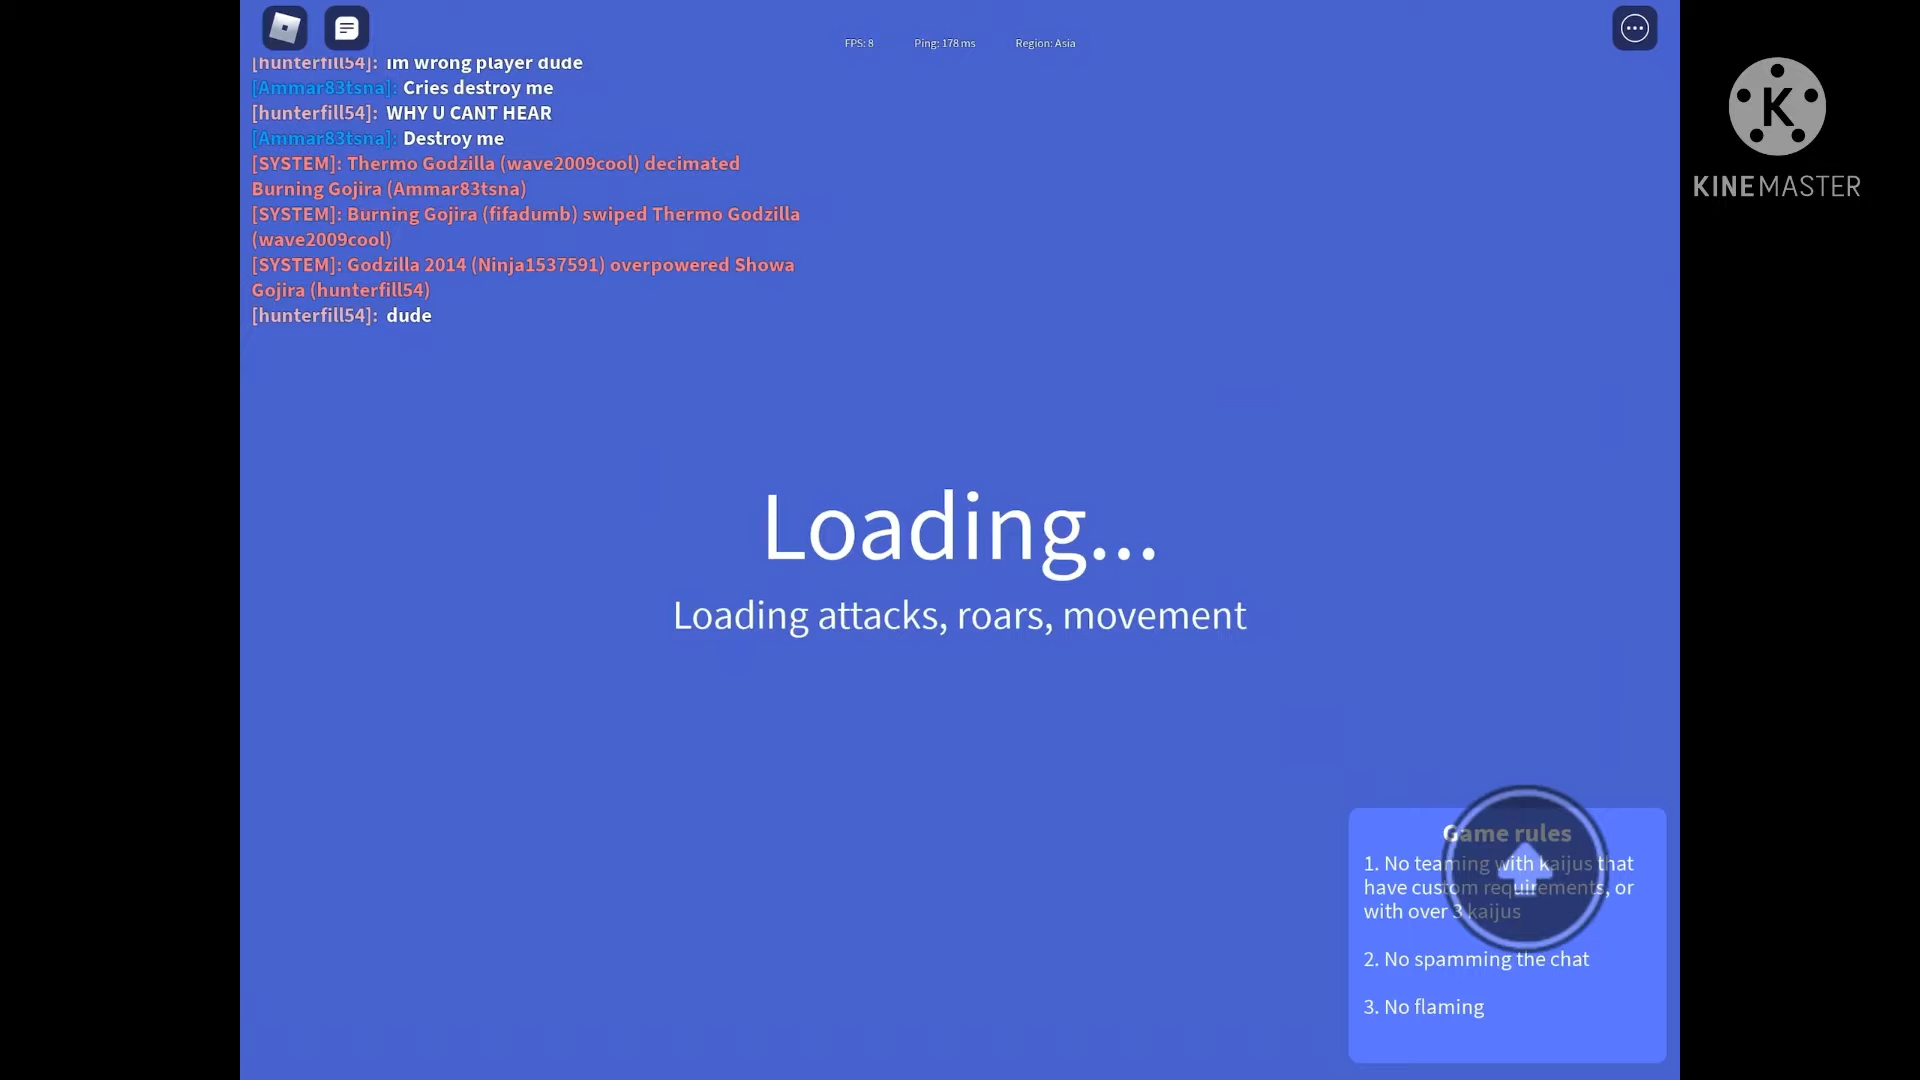 FPS: 8 Ping: 178 ms Region: Asia
[hunterfill54]: im wrong player dude
[Ammar83tsna]: Cries destroy me
[hunterfill54]: WHY U CANT HEAR
[Ammar83tsna]: Destroy me
[SYSTEM]: Thermo Godzilla (wave2009cool) decimated
Burning Gojira (Ammar83tsna)
[SYSTEM]: Burning Gojira (fifadumb) swiped Thermo Godzilla
(wave2009cool)
[SYSTEM]: Godzilla 2014 (Ninja1537591) overpowered Showa
Gojira (hunterfill54)
[hunterfill54]: dude
K
KINEMASTER
Loading...
Loading attacks, roars, movement
Game rules
1. No teaming with kaijus that
have custom requirements, or
with over 3 kaijus
2. No spamming the chat
3. No flaming